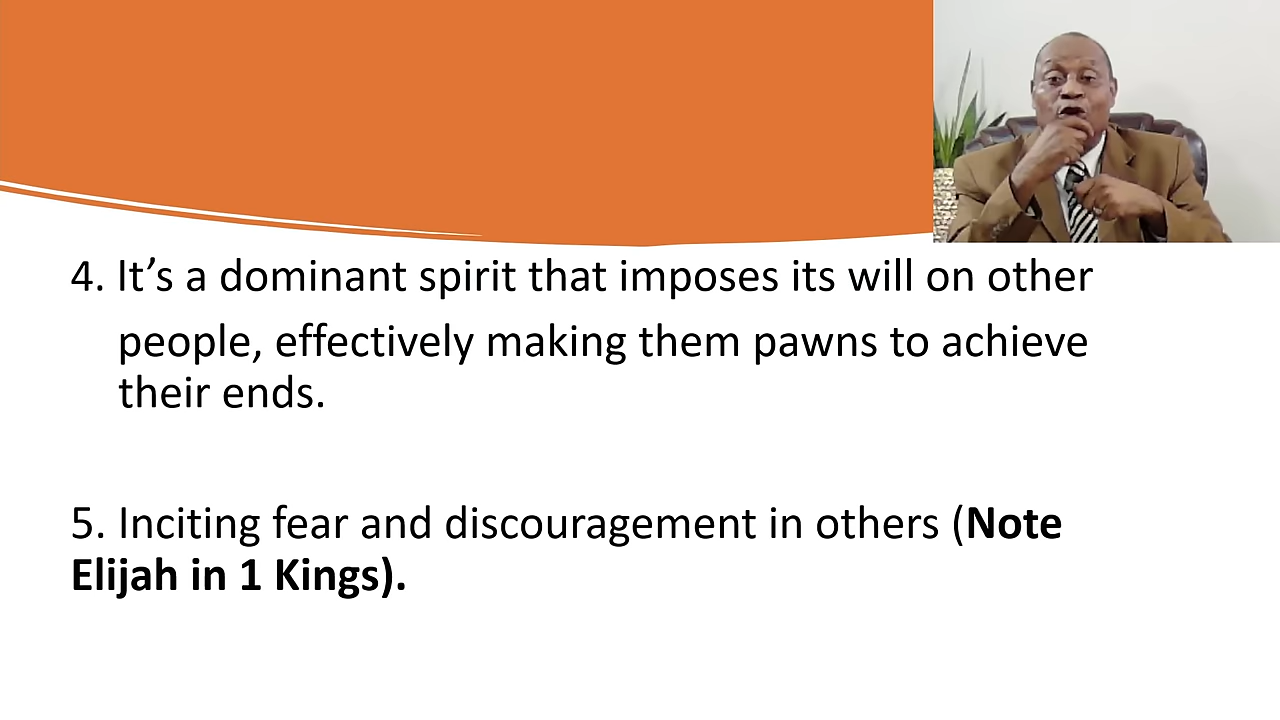 4. It’s a dominant spirit that imposes its will on other
people, effectively making them pawns to achieve
their ends.
5. Inciting fear and discouragement in others (Note
Elijah in 1 Kings).